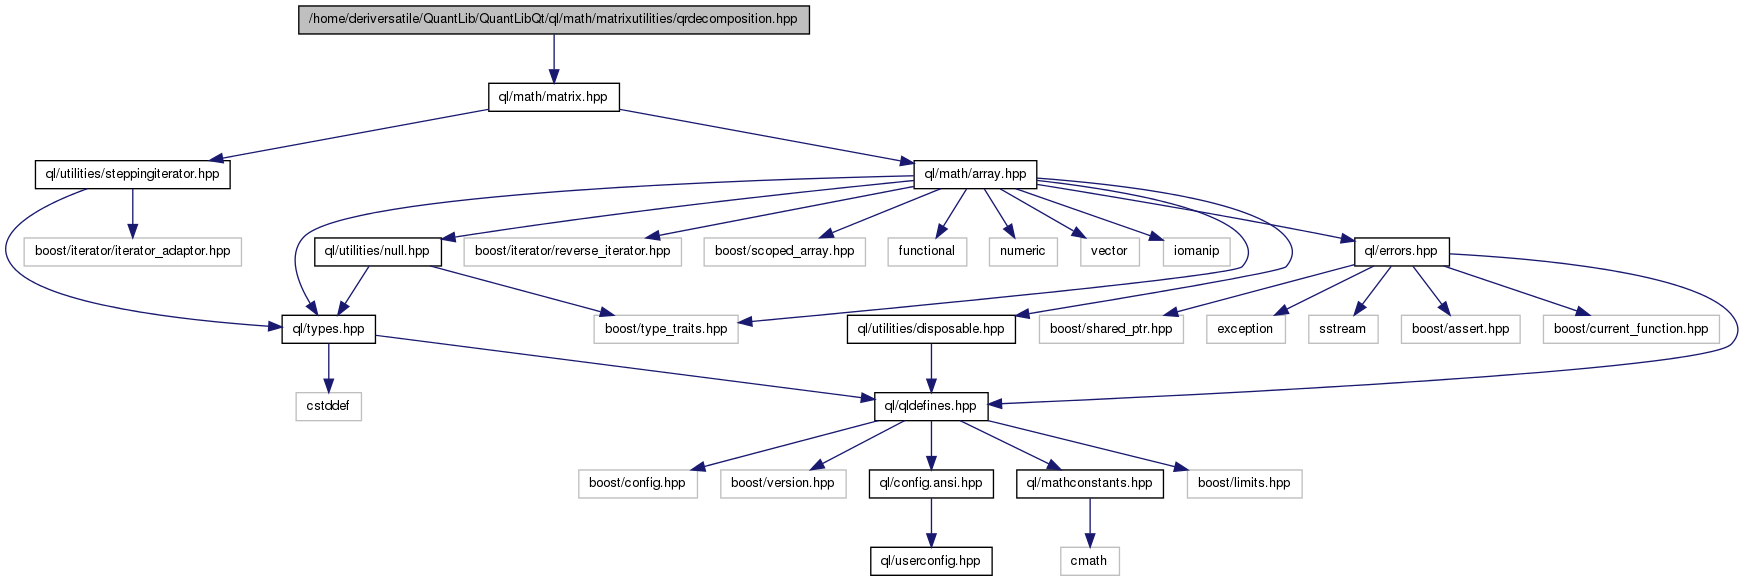 /home/deriversatile/QuantLib/QuantLibQt/ql/math/matrixutilities/qrdecomposition.hpp
ql/math/matrix.hpp
ql/utilities/steppingiterator.hpp
ql/math/array.hpp
boost/iterator/iterator_adaptor.hpp
ql/utilities/null.hpp
boost/iterator/reverse_iterator.hpp
boost/scoped_array.hpp
functional
numeric
vector
iomanip
ql/errors.hpp
ql/types.hpp
boost/type_traits.hpp
ql/utilities/disposable.hpp
boost/shared_ptr.hpp
exception
sstream
boost/assert.hpp
boost/current_function.hpp
cstddef
ql/qldefines.hpp
boost/config.hpp
boost/version.hpp
ql/config.ansi.hpp
ql/mathconstants.hpp
boost/limits.hpp
ql/userconfig.hpp
cmath